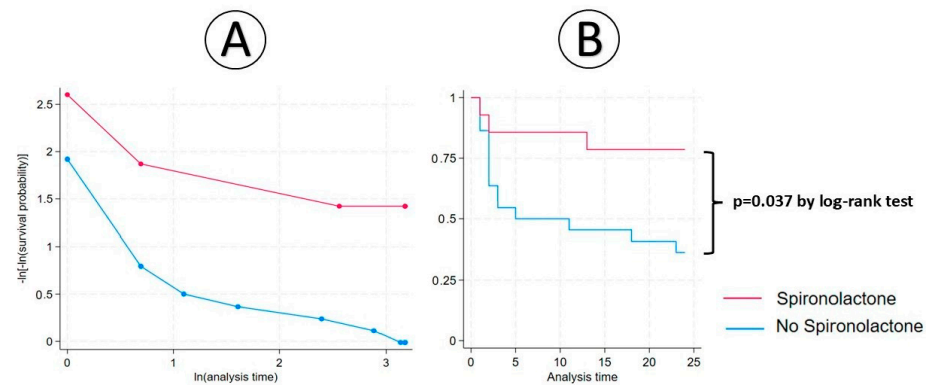 A
B
-ln[-ln(survival probability)]
2.5
2
1.5
1
0.5
0
0
1
2
3
ln(analysis time)
1
0.75
0.5
0.25
0
0
5
10
15
20
25
Analysis time
p=0.037 by log-rank test
Spironolactone
No Spironolactone